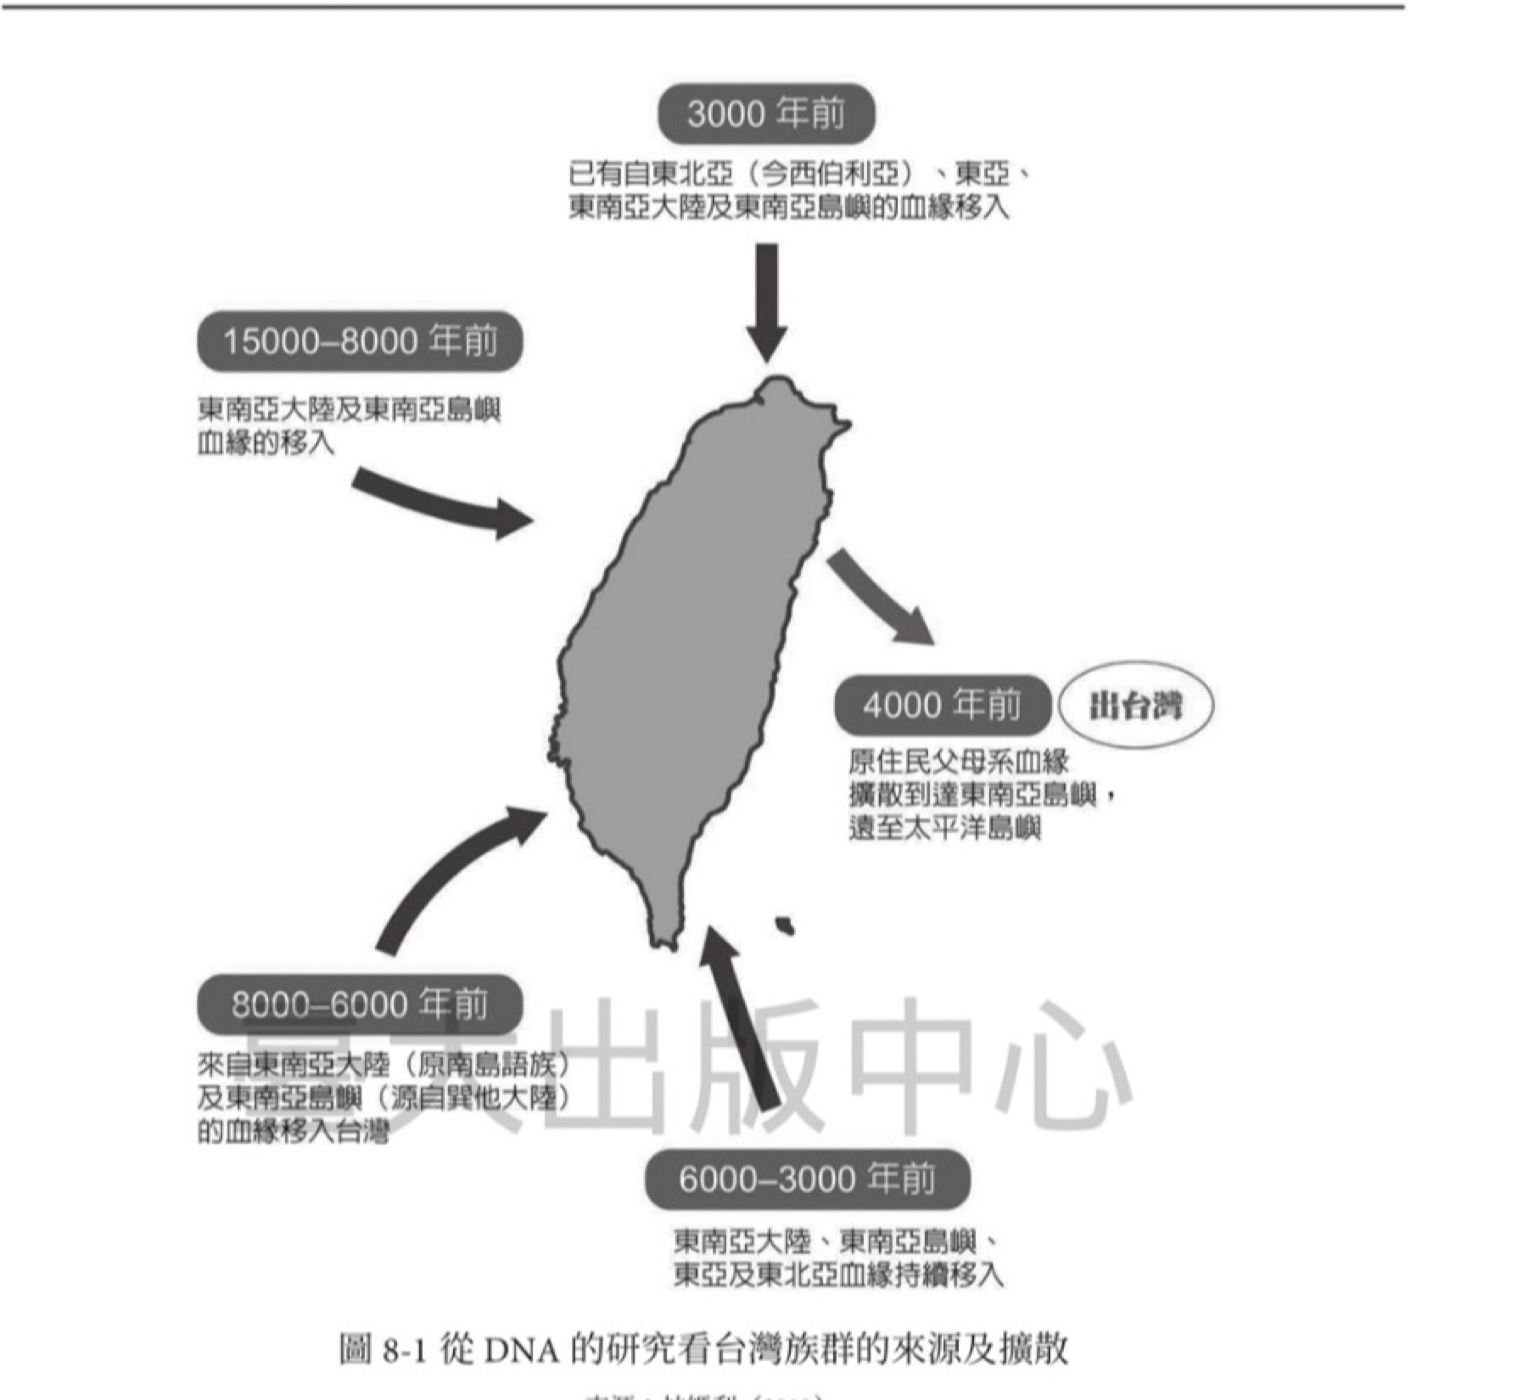 3000 年前
已有自東北亞（今西伯利亞）、東亞、
東南亞大陸及東南亞島嶼的血緣移入
15000–8000 年前
東南亞大陸及東南亞島嶼
血緣的移入
4000 年前
出台灣
原住民父母系血緣
擴散到達東南亞島嶼，
遠至太平洋島嶼
8000–6000 年前
來自東南亞大陸（原南島語族）
及東南亞島嶼（源自巽他大陸）
的血緣移入台灣
臺大出版中心
6000–3000 年前
東南亞大陸、東南亞島嶼、
東亞及東北亞血緣持續移入
圖 8-1 從 DNA 的研究看台灣族群的來源及擴散